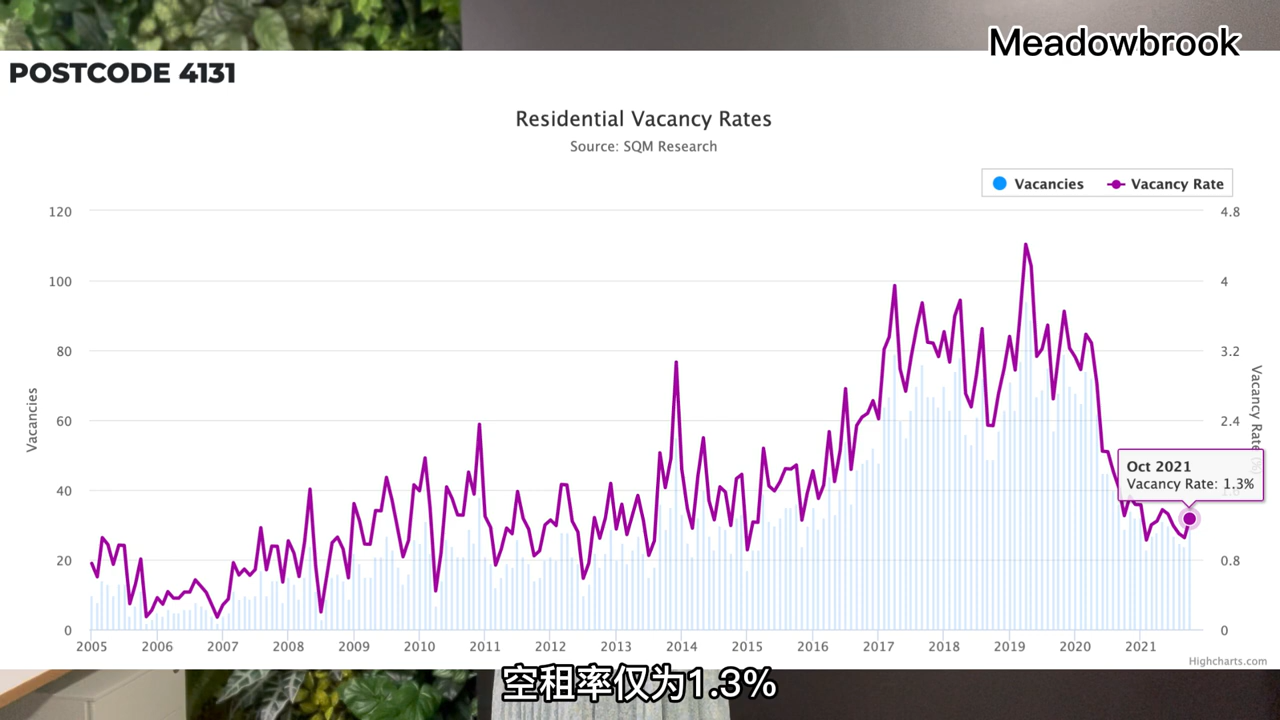 Meadowbrook
POSTCODE 4131
Residential Vacancy Rates
Source: SQM Research
Vacancies
Vacancy Rate
120
100
80
60
40
20
0
Vacancies
4.8
4
3.2
2.4
0.8
0
Vacancy Rate
Oct 2021
Vacancy Rate: 1.3%
2005 2006 2007 2008 2009 2010 2011 2012 2013 2014 2015 2016 2017 2018 2019 2020 2021
Highcharts.com
空租率仅为1.3%